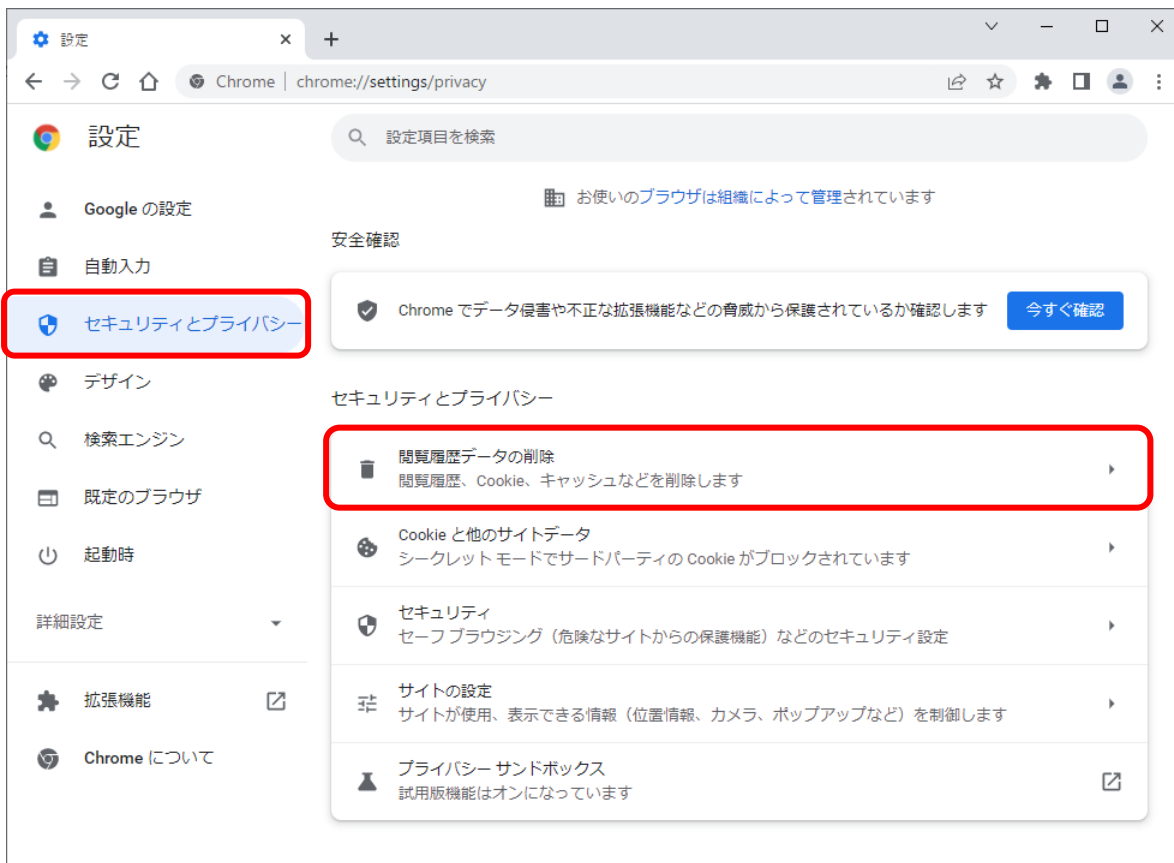 設定
Chrome | chrome://settings/privacy
設定
設定項目を検索
お使いのブラウザは組織によって管理されています
Google の設定
自動入力
セキュリティとプライバシー
デザイン
検索エンジン
既定のブラウザ
起動時
詳細設定
拡張機能
Chrome について
安全確認
Chrome でデータ侵害や不正な拡張機能などの脅威から保護されているか確認します
今すぐ確認
セキュリティとプライバシー
閲覧履歴データの削除
閲覧履歴、Cookie、キャッシュなどを削除します
Cookie と他のサイトデータ
シークレット モードでサードパーティの Cookie がブロックされています
セキュリティ
セーフ ブラウジング（危険なサイトからの保護機能）などのセキュリティ設定
サイトの設定
サイトが使用、表示できる情報（位置情報、カメラ、ポップアップなど）を制御します
プライバシー サンドボックス
試用版機能はオンになっています